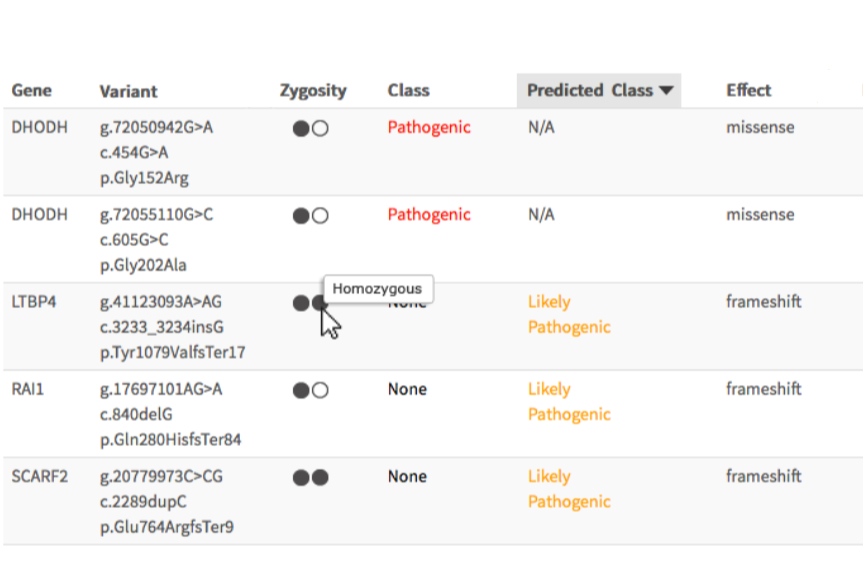 Gene Variant Zygosity Class Predicted Class Effect
DHODH g.72050942G>A Pathogenic N/A missense
c.454G>A
p.Gly152Arg
DHODH g.72055110G>C Pathogenic N/A missense
c.605G>C
p.Gly202Ala
Homozygous
LTBP4 g.41123093A>AG None Likely frameshift
c.3233_3234insG Pathogenic
p.Tyr1079ValfsTer17
RAI1 g.17697101AG>A None Likely frameshift
c.840delG Pathogenic
p.Gln280HisfsTer84
SCARF2 g.20779973C>CG None Likely frameshift
c.2289dupC Pathogenic
p.Glu764ArgfsTer9